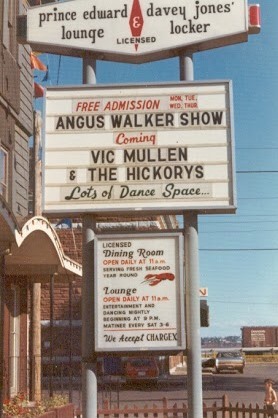 prince edward & davey jones'
lounge locker
LICENSED
FREE ADMISSION MON, TUE,
WED, THUR
ANGUS WALKER SHOW
Coming
VIC MULLEN
& THE HICKORYS
Lots of Dance Space...
LICENSED
Dining Room
OPEN DAILY AT 11 a.m.
SERVING FRESH SEAFOOD
YEAR ROUND
Lounge
OPEN DAILY AT 11 a.m.
ENTERTAINMENT AND
DANCING NIGHTLY
BEGINNING AT 9 P.M.
MATINEE EVERY SAT 3-6
We Accept CHARGEX